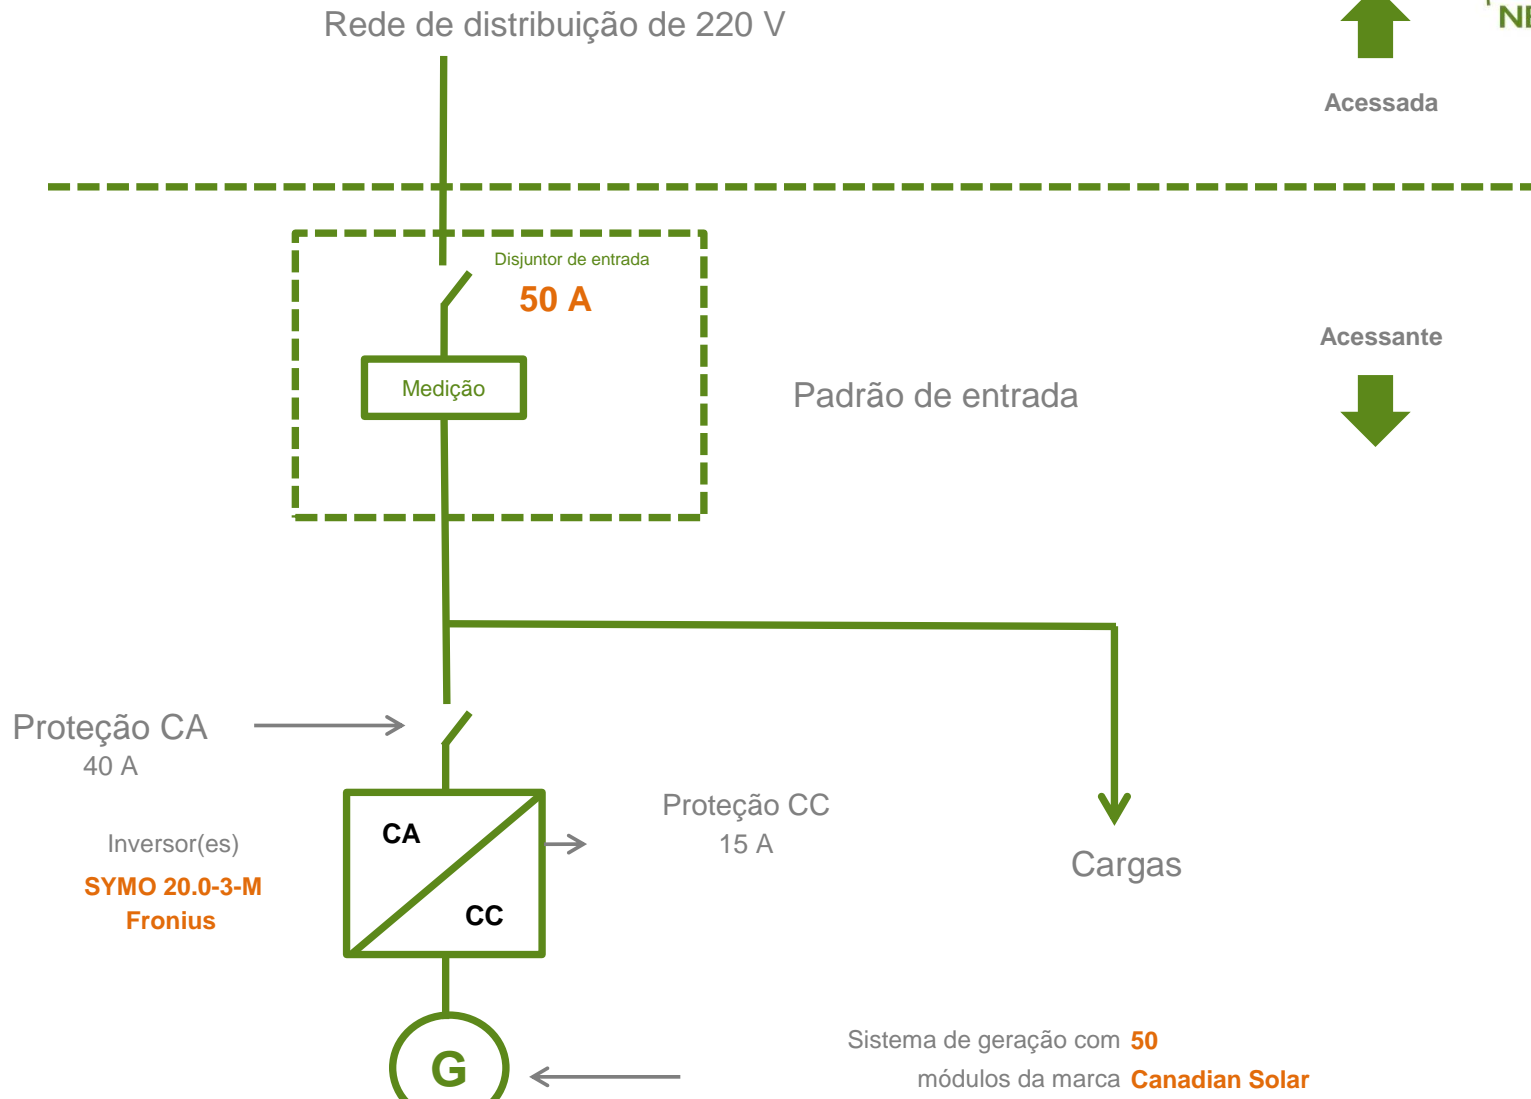 Rede de distribuição de 220 V
Acessada
Disjuntor de entrada
50 A
Acessante
Medição
Padrão de entrada
Proteção CA
40 A
Proteção CC
15 A
CA
CC
Inversor(es)
SYMO 20.0-3-M
Fronius
Cargas
G
Sistema de geração com 50
módulos da marca Canadian Solar